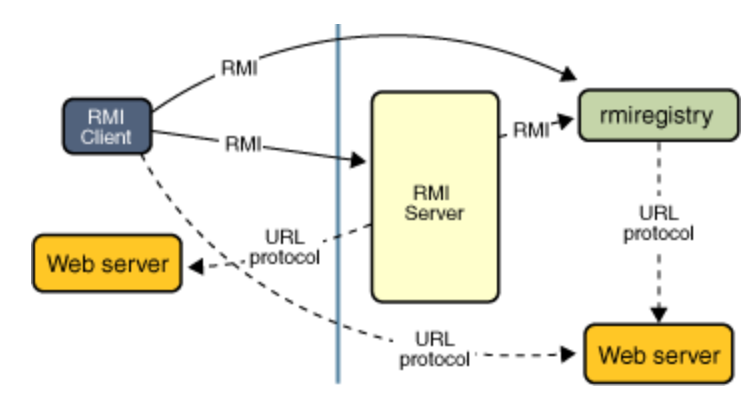 RMI
RMI
Client
RMI
RMI
RMI
Server
rmiregistry
URL
protocol
Web server
URL
protocol
URL
protocol
Web server